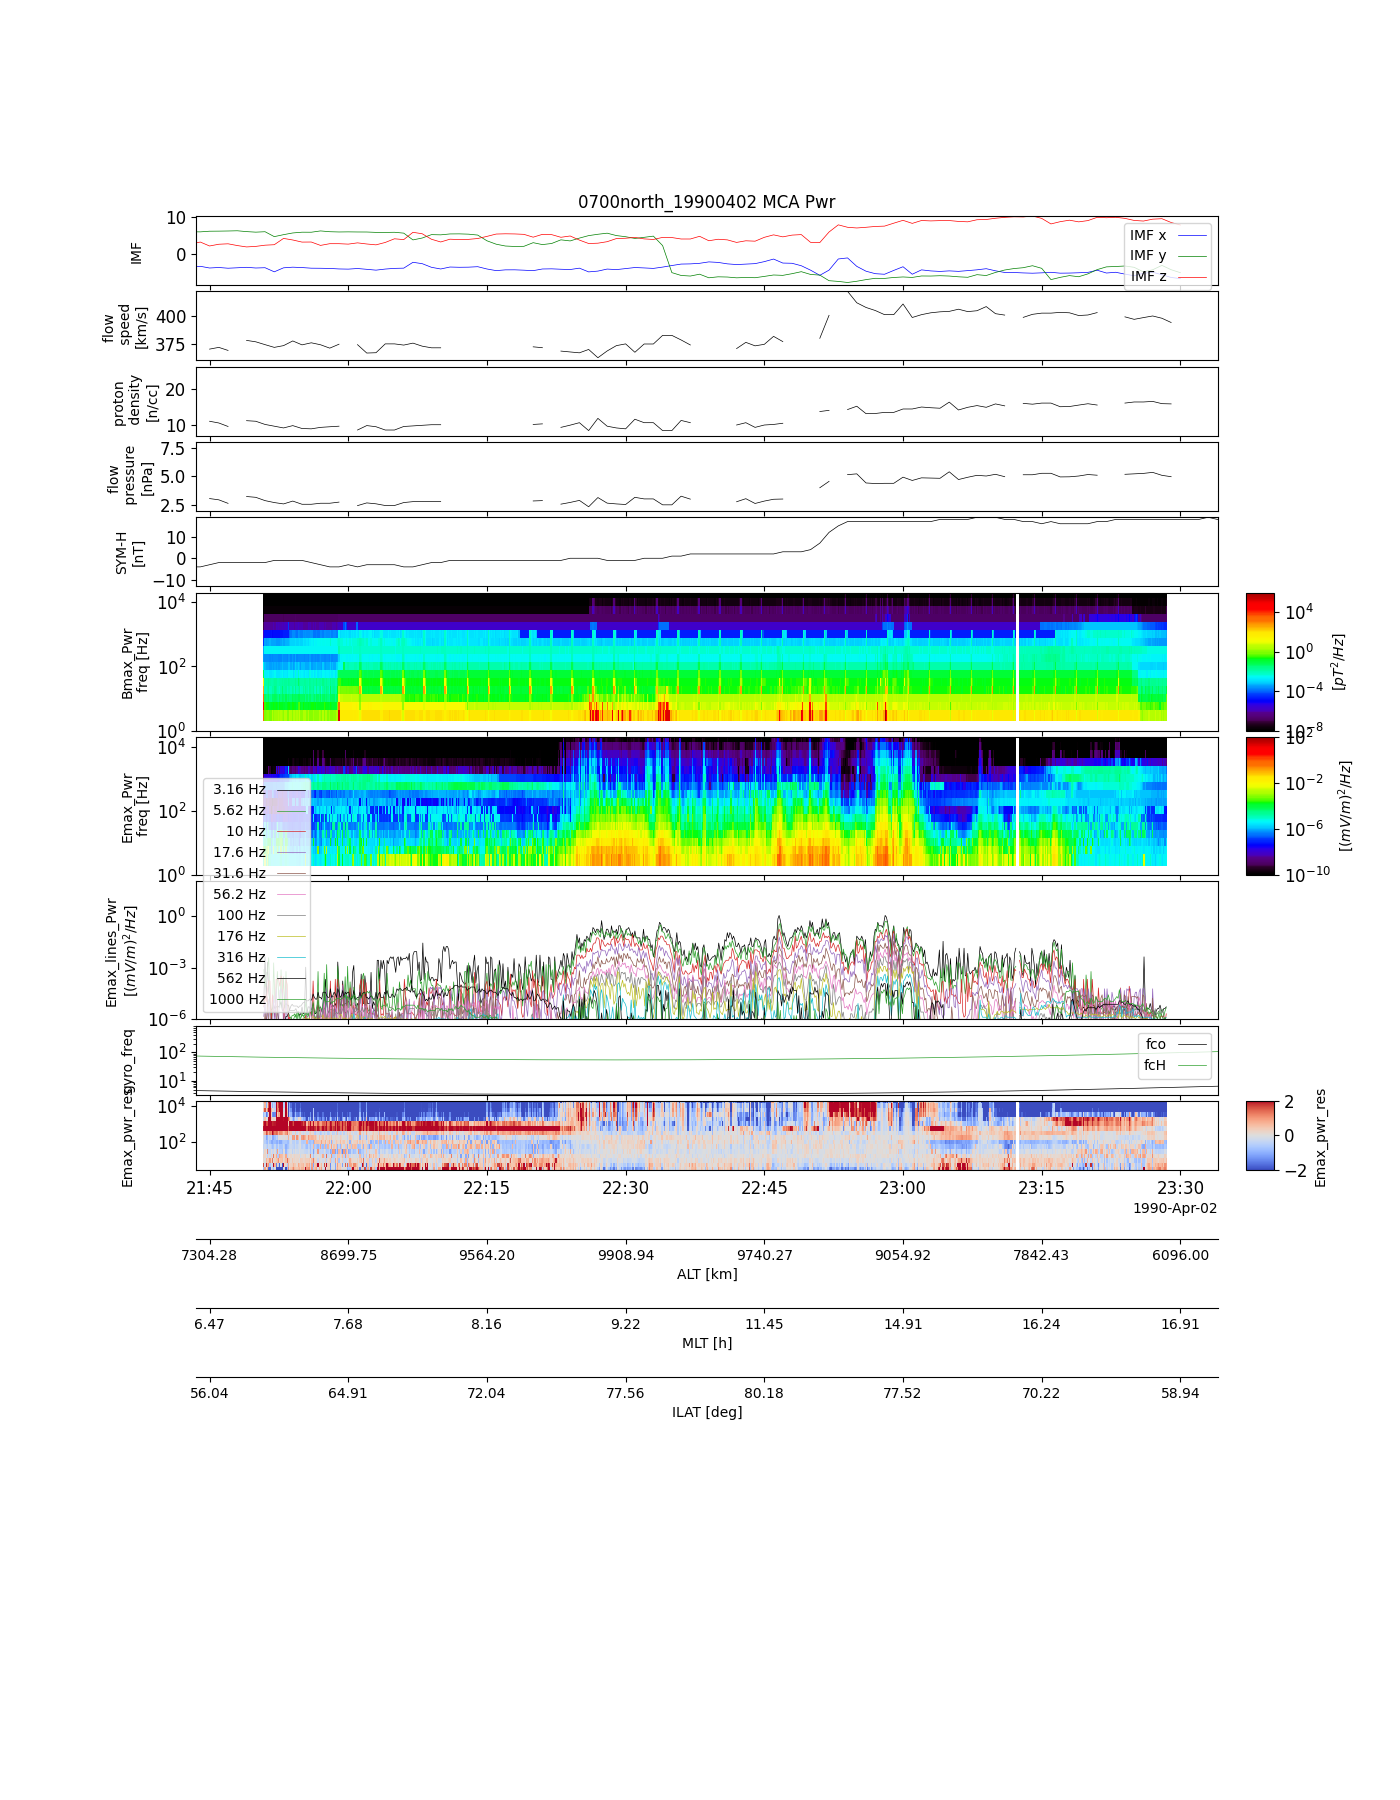 0700north_19900402 MCA Pwr
10
0
IMF
IMF x
IMF y
IMF z
400
375
flow
speed
[km/s]
20
10
proton
density
[n/cc]
7.5
5.0
2.5
flow
pressure
[nPa]
10
0
−10
SYM-H
[nT]
10^4
10^2
10^0
Bmax_Pwr
freq [Hz]
10^4
10^0
10^−4
10^−8
[pT^2/Hz]
10^4
10^2
10^0
Emax_Pwr
freq [Hz]
10^2
10^−2
10^−6
10^−10
[(mV/m)^2/Hz]
3.16 Hz
5.62 Hz
10 Hz
17.6 Hz
31.6 Hz
56.2 Hz
100 Hz
176 Hz
316 Hz
562 Hz
1000 Hz
10^0
10^−3
10^−6
Emax_lines_Pwr
[(mV/m)^2/Hz]
10^2
10^1
gyro_freq
fco
fcH
10^4
10^2
Emax_pwr_res
2
0
−2
Emax_pwr_res
21:45 22:00 22:15 22:30 22:45 23:00 23:15 23:30
1990-Apr-02
7304.28 8699.75 9564.20 9908.94 9740.27 9054.92 7842.43 6096.00
ALT [km]
6.47 7.68 8.16 9.22 11.45 14.91 16.24 16.91
MLT [h]
56.04 64.91 72.04 77.56 80.18 77.52 70.22 58.94
ILAT [deg]